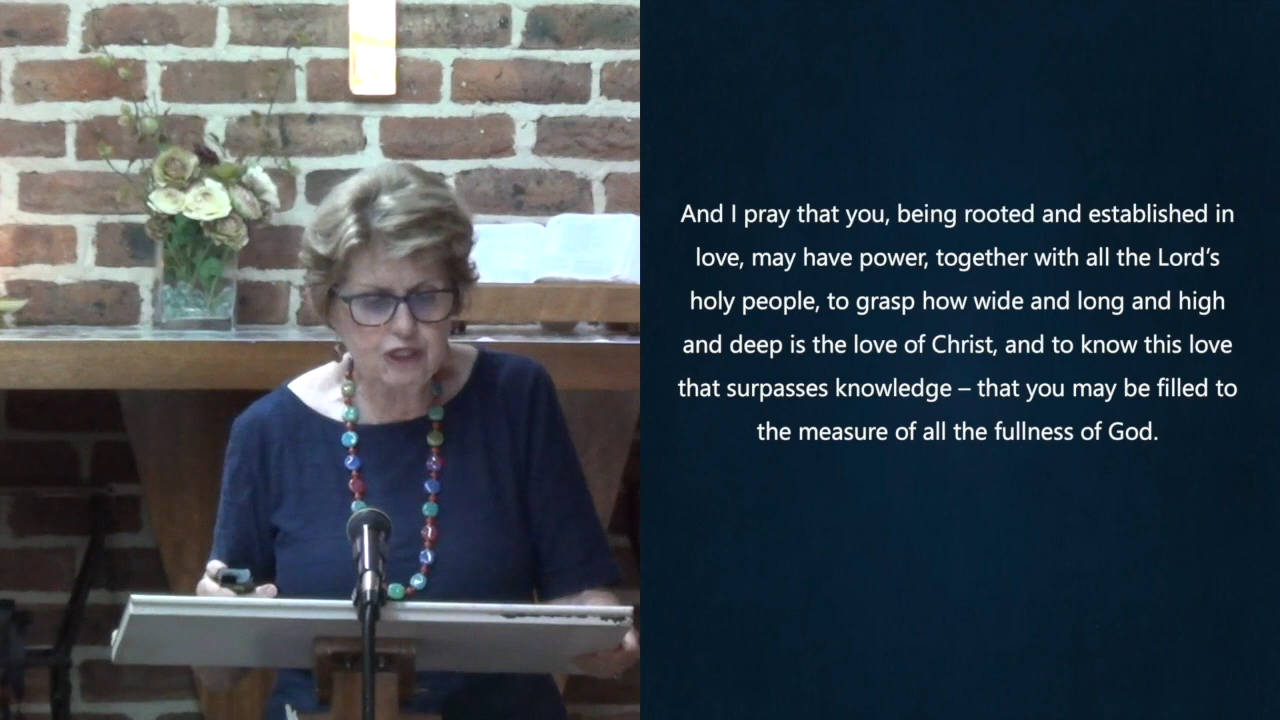 And I pray that you, being rooted and established in
love, may have power, together with all the Lord’s
holy people, to grasp how wide and long and high
and deep is the love of Christ, and to know this love
that surpasses knowledge – that you may be filled to
the measure of all the fullness of God.